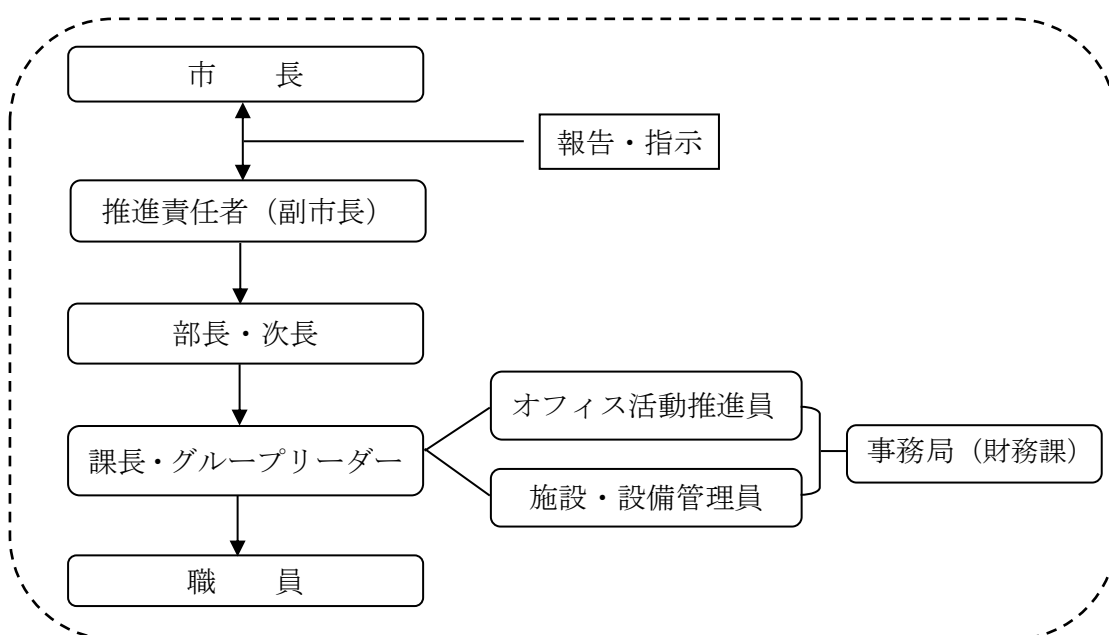 市　　長
報告・指示
推進責任者（副市長）
部長・次長
オフィス活動推進員
課長・グループリーダー
事務局（財務課）
施設・設備管理員
職　　員